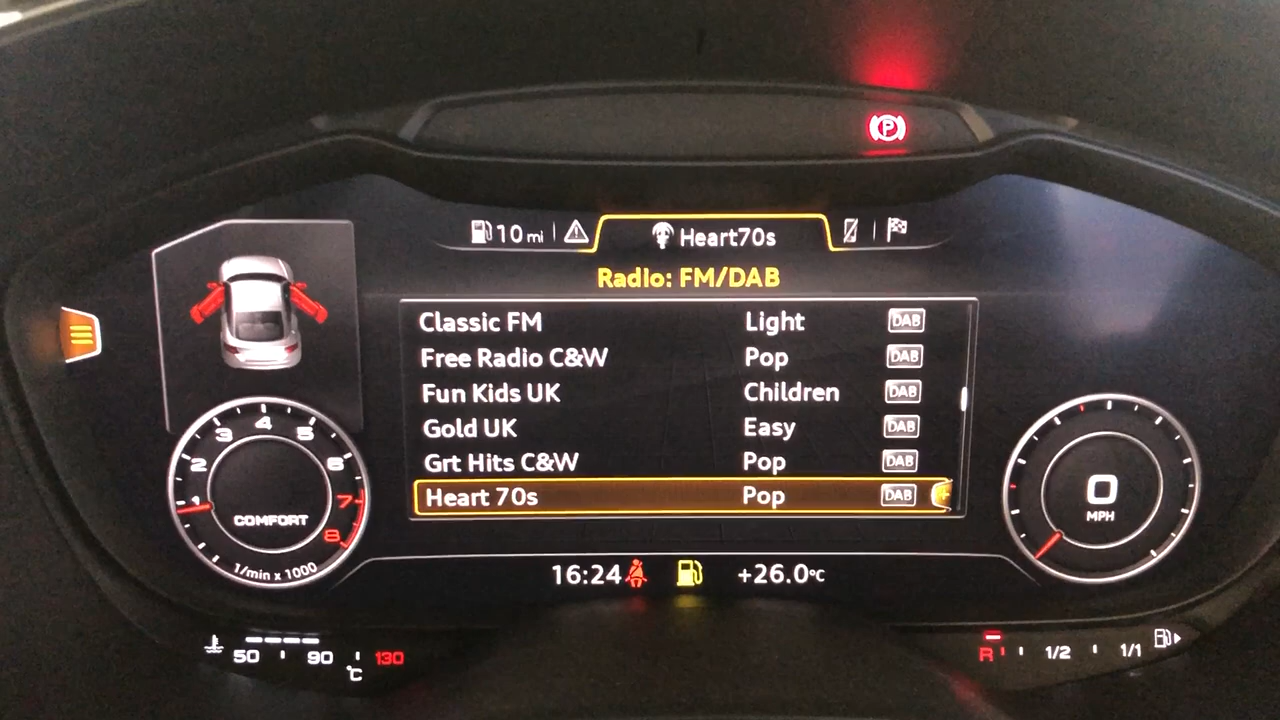 P
10 mi
Heart70s
Radio: FM/DAB
Classic FM Light DAB
Free Radio C&W Pop DAB
Fun Kids UK Children DAB
Gold UK Easy DAB
Grt Hits C&W Pop DAB
Heart 70s Pop DAB
1 2 3 4 5 6 7 8
COMFORT
1/min x 1000
0
MPH
16:24 +26.0°C
50 90 130
°C
R 1/2 1/1